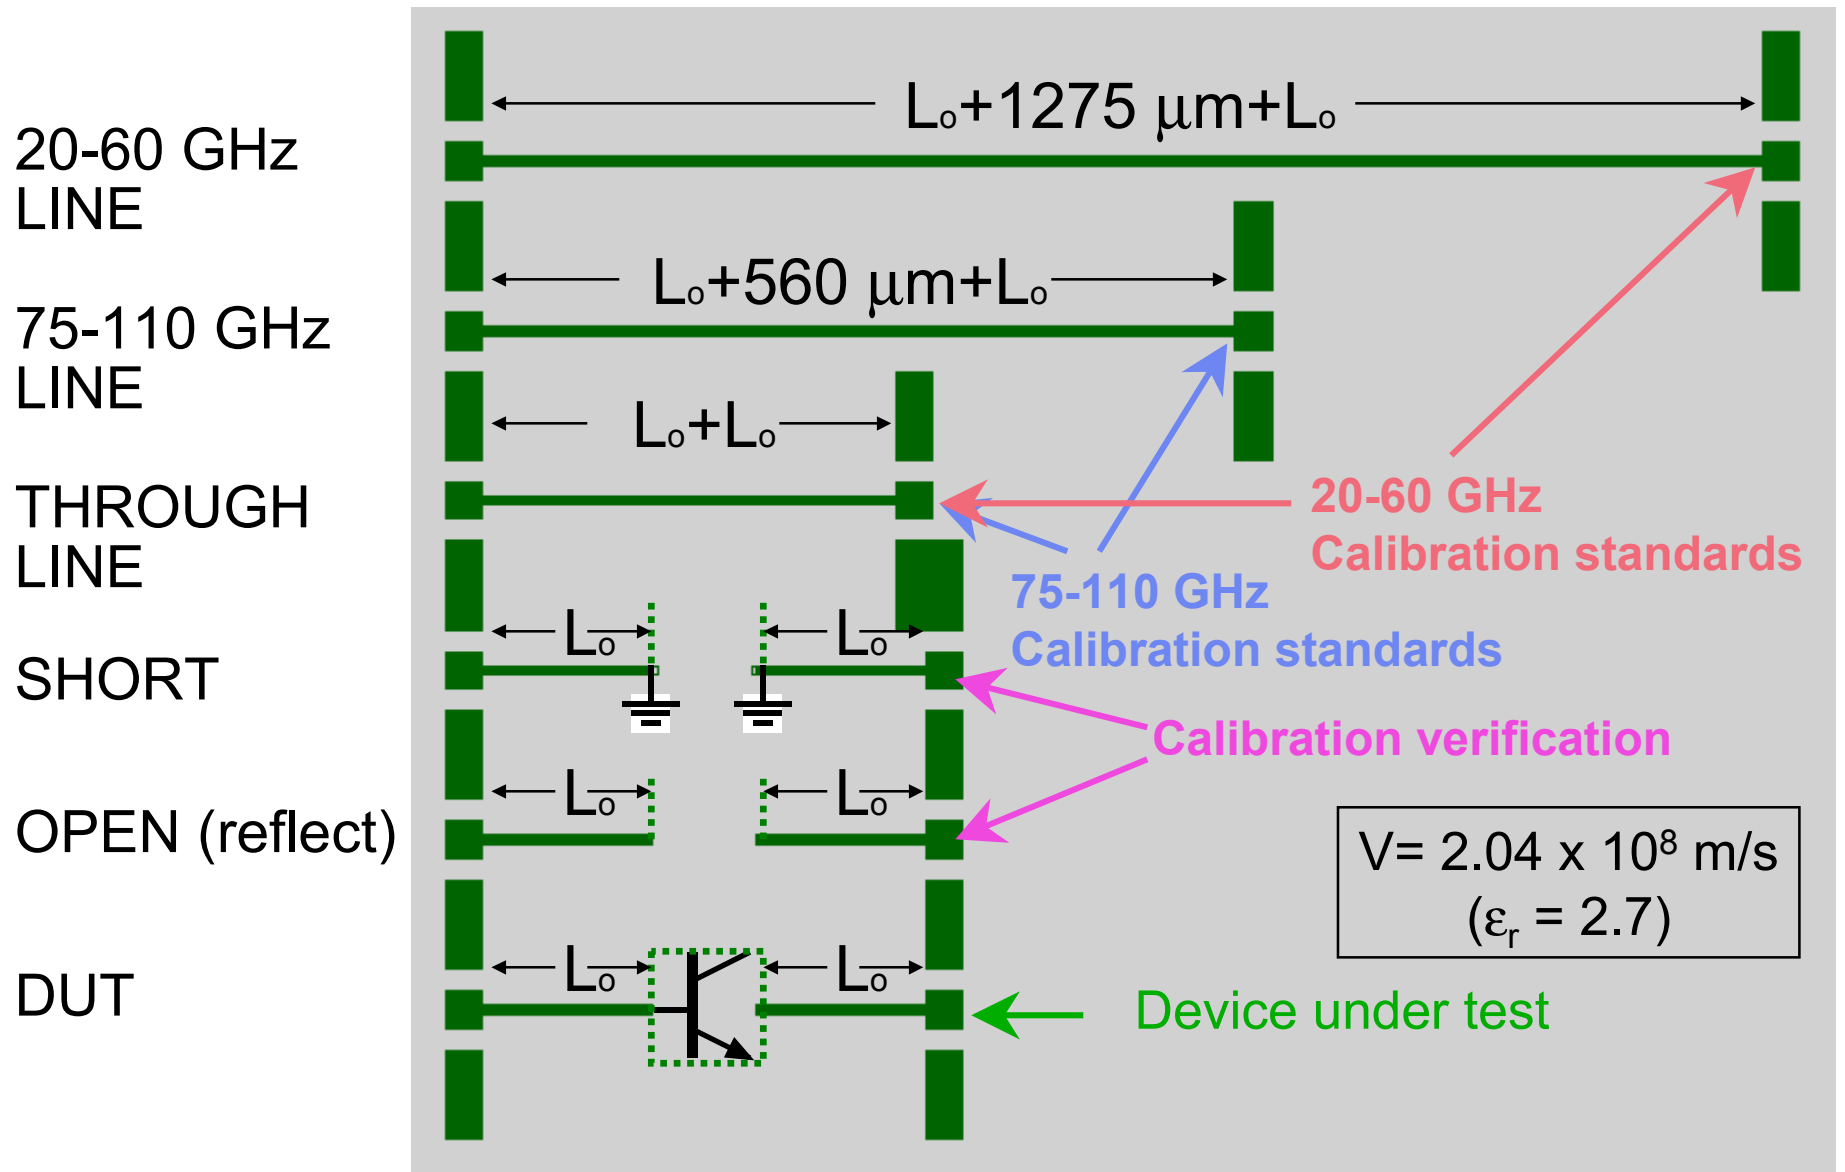 Lo+1275 μm+Lo
20-60 GHz
LINE
Lo+560 μm+Lo
75-110 GHz
LINE
Lo+Lo
THROUGH
LINE
20-60 GHz
Calibration standards
75-110 GHz
Calibration standards
Lo Lo
SHORT
Calibration verification
Lo Lo
OPEN (reflect)
V= 2.04 x 10⁸ m/s
(εr = 2.7)
Lo Lo
DUT
Device under test